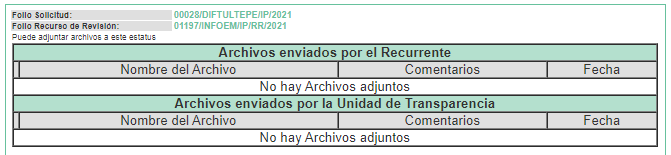 Folio Solicitud: 00028/DIFTULTEPE/IP/2021
Folio Recurso de Revisión: 01197/INFOEM/IP/RR/2021
Puede adjuntar archivos a este estatus
Archivos enviados por el Recurrente
Nombre del Archivo Comentarios Fecha
No hay Archivos adjuntos
Archivos enviados por la Unidad de Transparencia
Nombre del Archivo Comentarios Fecha
No hay Archivos adjuntos